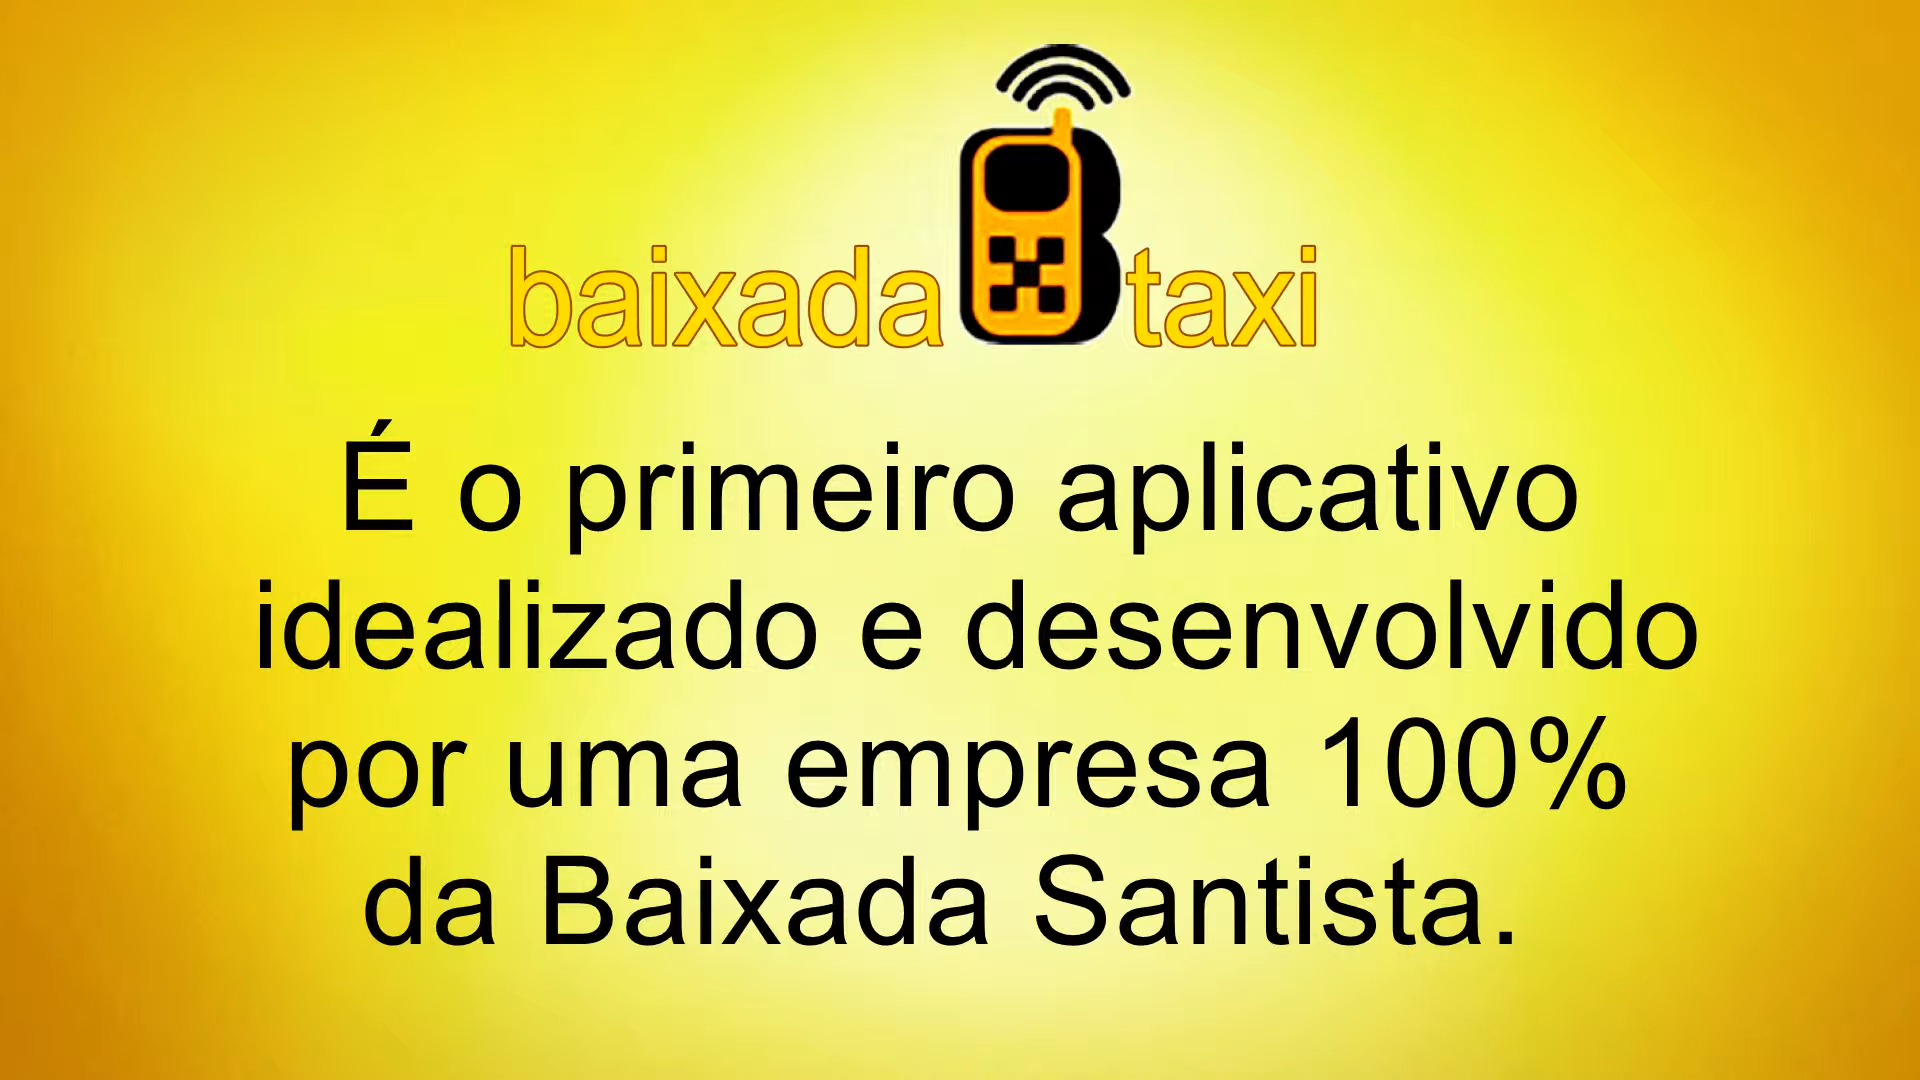 baixada B taxi
É o primeiro aplicativo
idealizado e desenvolvido
por uma empresa 100%
da Baixada Santista.